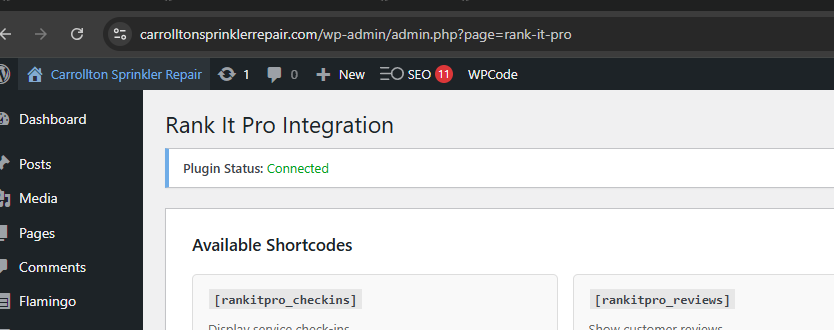 carrolltonsprinklerrepair.com/wp-admin/admin.php?page=rank-it-pro
Carrollton Sprinkler Repair 1 0 New SEO 11 WPCode
Dashboard
Posts
Media
Pages
Comments
Flamingo
Rank It Pro Integration
Plugin Status: Connected
Available Shortcodes
[rankitpro_checkins]
Display service check-ins
[rankitpro_reviews]
Show customer reviews